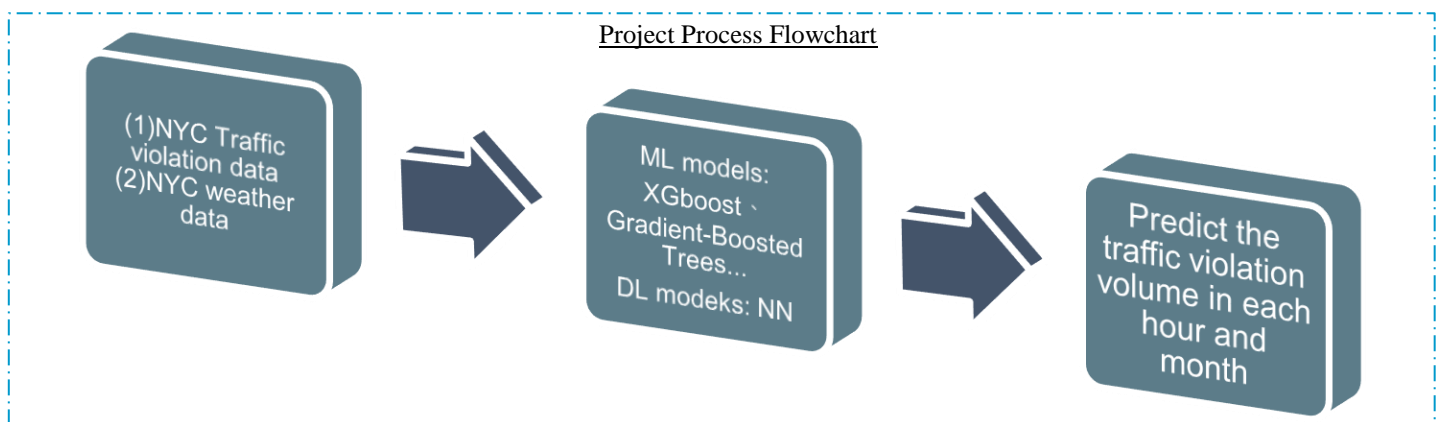 Project Process Flowchart
(1)NYC Traffic
violation data
(2)NYC weather
data
ML models:
XGboost、
Gradient-Boosted
Trees...
DL modeks: NN
Predict the
traffic violation
volume in each
hour and
month